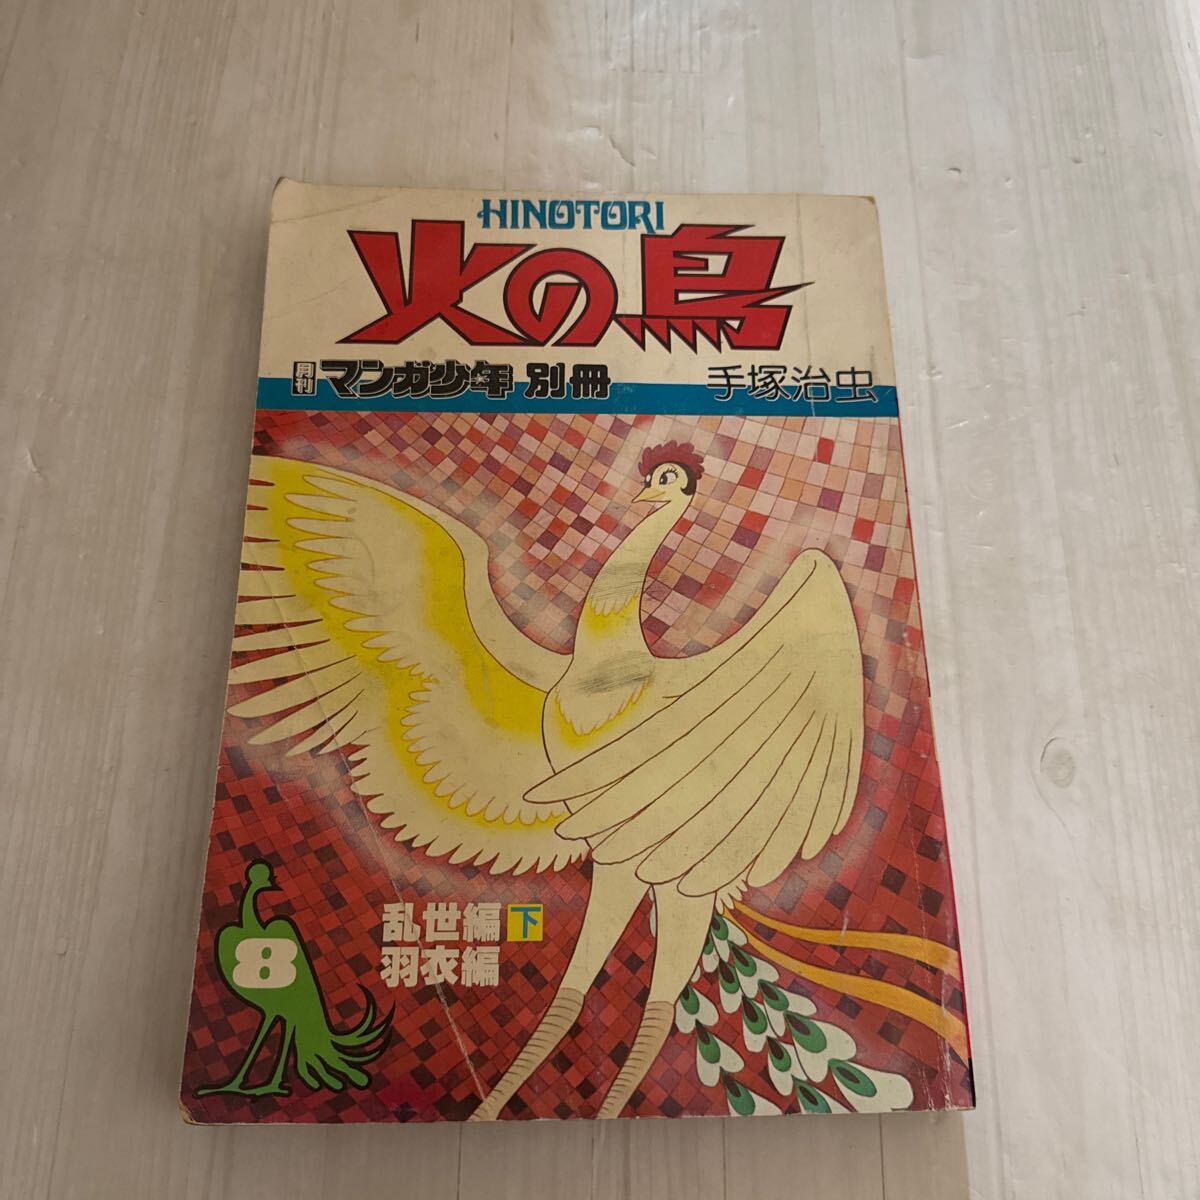 HINOTORI
火の鳥
月刊 マンガ少年 別冊 手塚治虫
乱世編 下
羽衣編
8